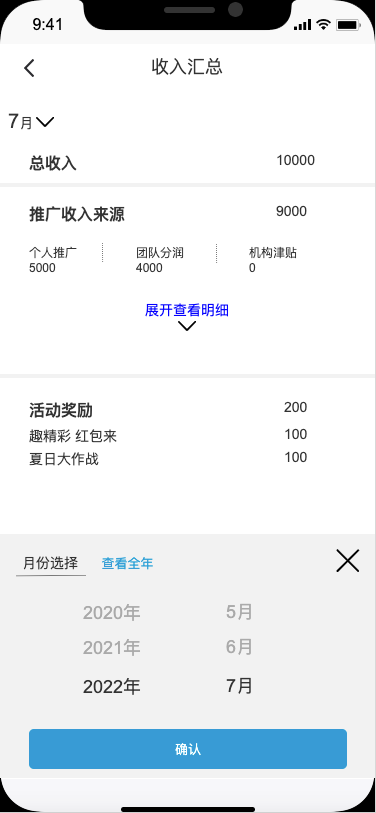 9:41
收入汇总
7月
总收入 10000
推广收入来源 9000
个人推广 团队分润 机构津贴
5000 4000 0
展开查看明细
活动奖励 200
趣精彩 红包来 100
夏日大作战 100
月份选择 查看全年
2020年 5月
2021年 6月
2022年 7月
确认